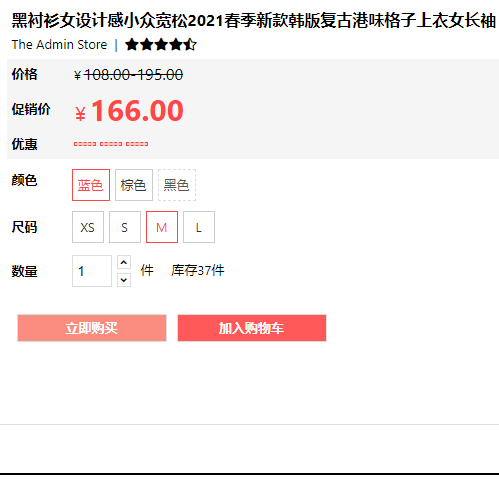 黑衬衫女设计感小众宽松2021春季新款韩版复古港味格子上衣女长袖
The Admin Store |
价格 ￥108.00-195.00
促销价 ￥166.00
优惠
颜色 蓝色 棕色 黑色
尺码 XS S M L
数量 1 件 库存37件
立即购买 加入购物车